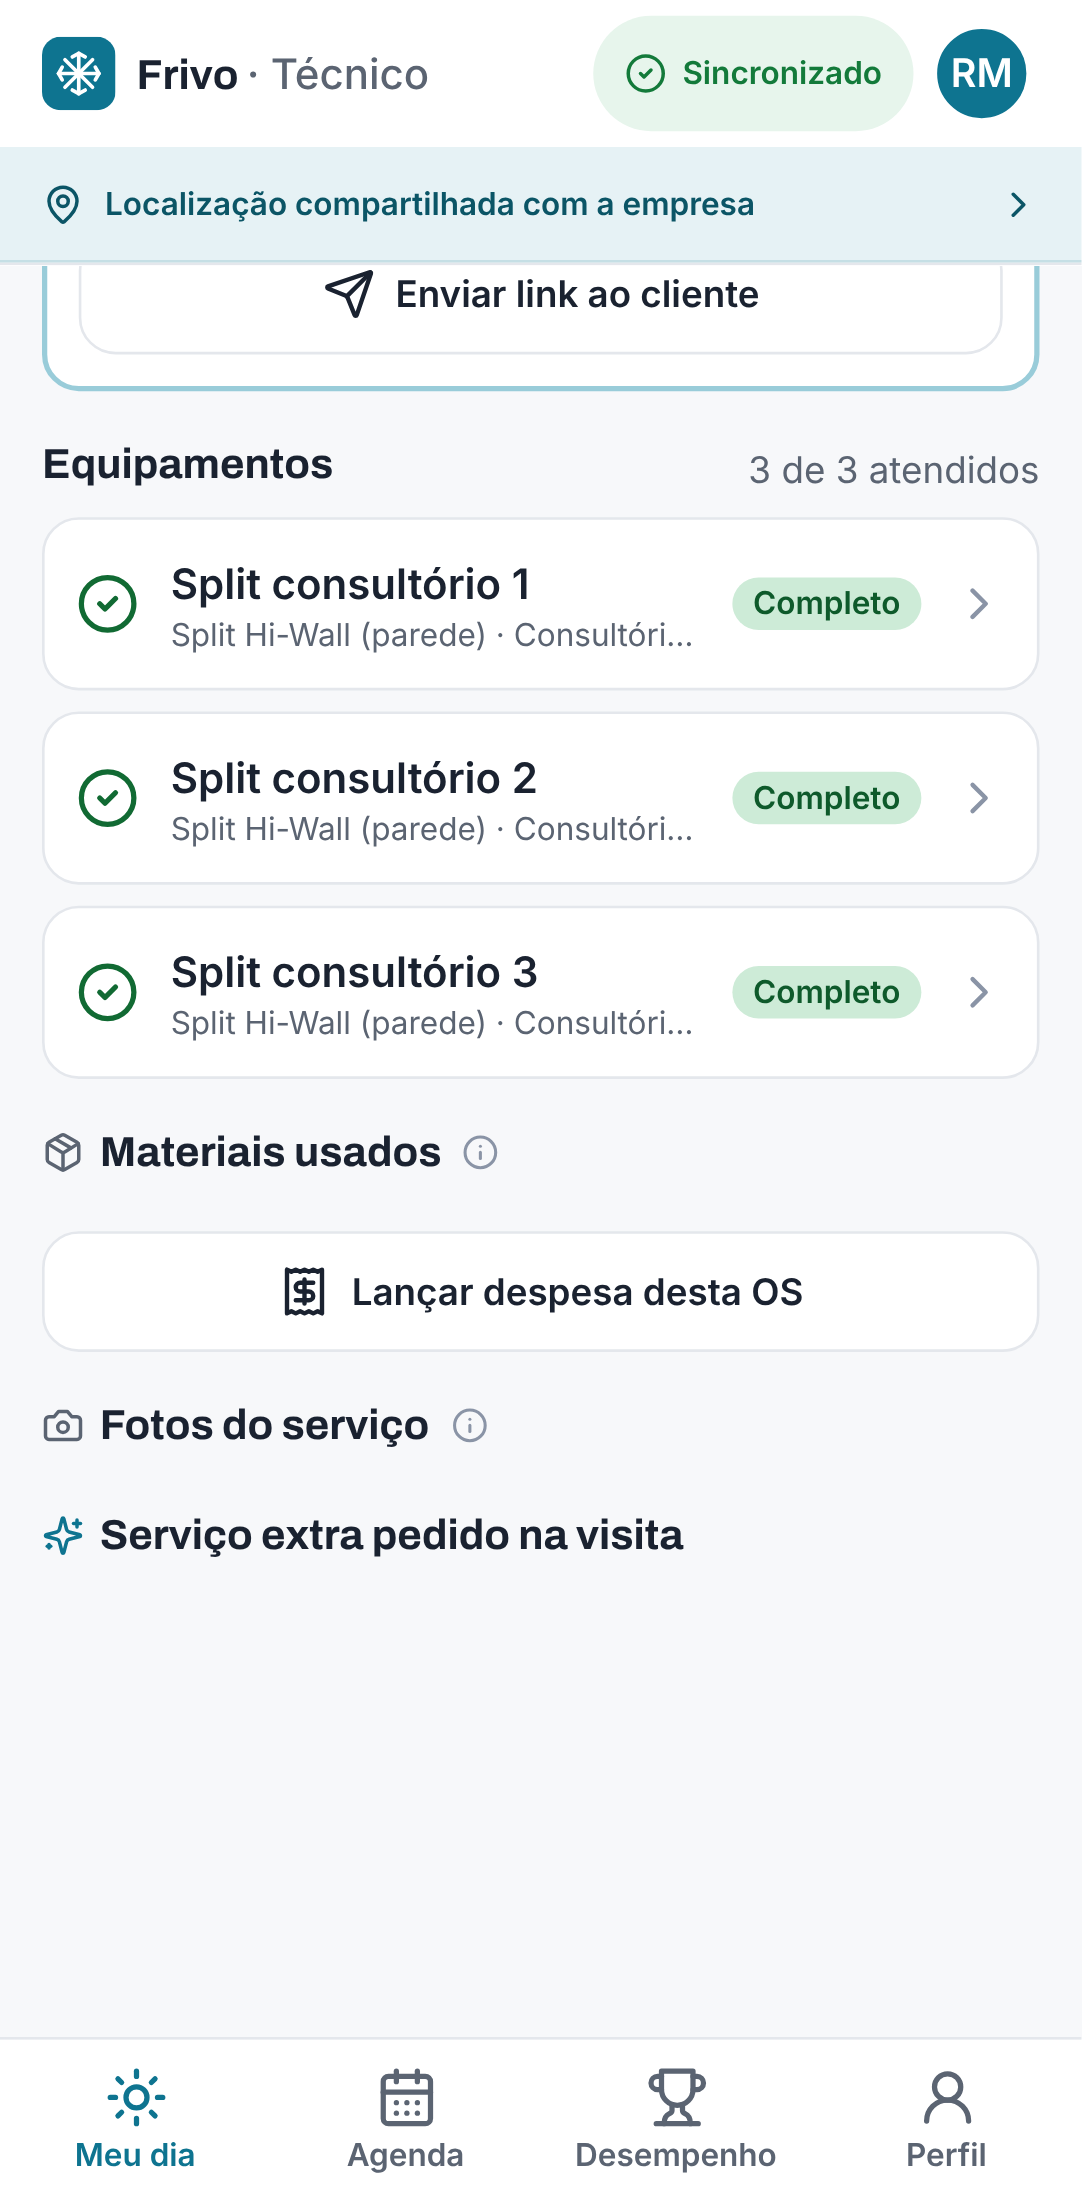 Frivo · Técnico
Sincronizado
RM
Localização compartilhada com a empresa
Enviar link ao cliente
Equipamentos
3 de 3 atendidos
Split consultório 1
Split Hi-Wall (parede) · Consultóri...
Completo
Split consultório 2
Split Hi-Wall (parede) · Consultóri...
Completo
Split consultório 3
Split Hi-Wall (parede) · Consultóri...
Completo
Materiais usados
Lançar despesa desta OS
Fotos do serviço
Serviço extra pedido na visita
Meu dia
Agenda
Desempenho
Perfil